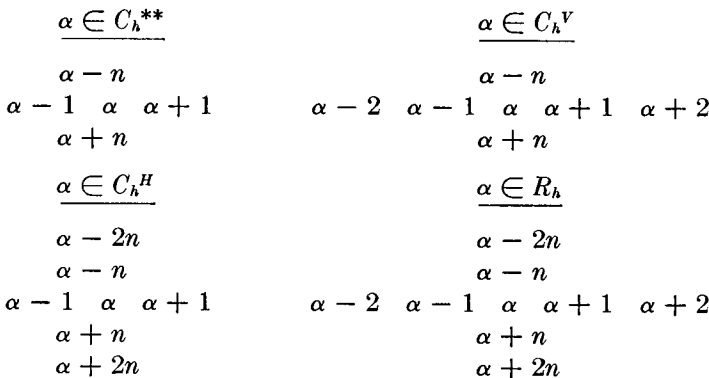 α ∈ C_h** α ∈ C_h^V
α − n α − n
α − 1 α α + 1 α − 2 α − 1 α α + 1 α + 2
α + n α + n
α ∈ C_h^H α ∈ R_h
α − 2n α − 2n
α − n α − n
α − 1 α α + 1 α − 2 α − 1 α α + 1 α + 2
α + n α + n
α + 2n α + 2n